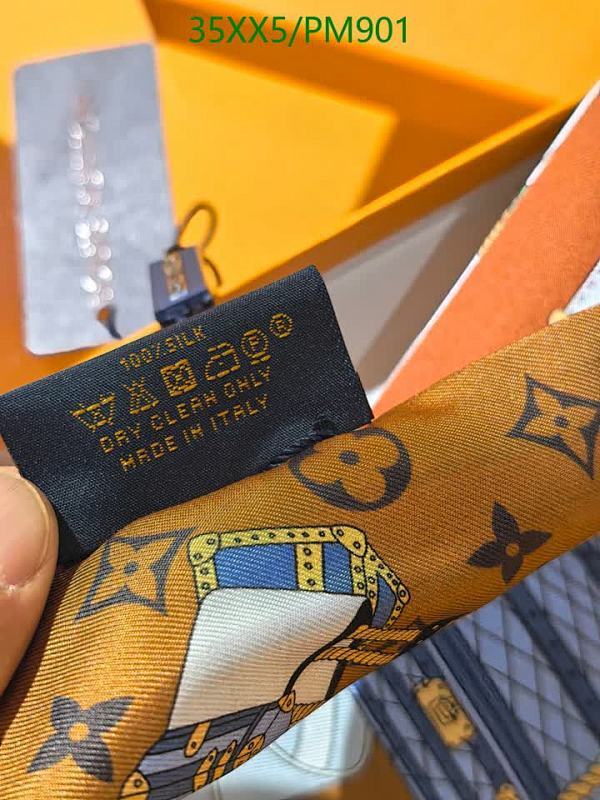 35XX5/PM901
100%SILK
DRY CLEAN ONLY
MADE IN ITALY